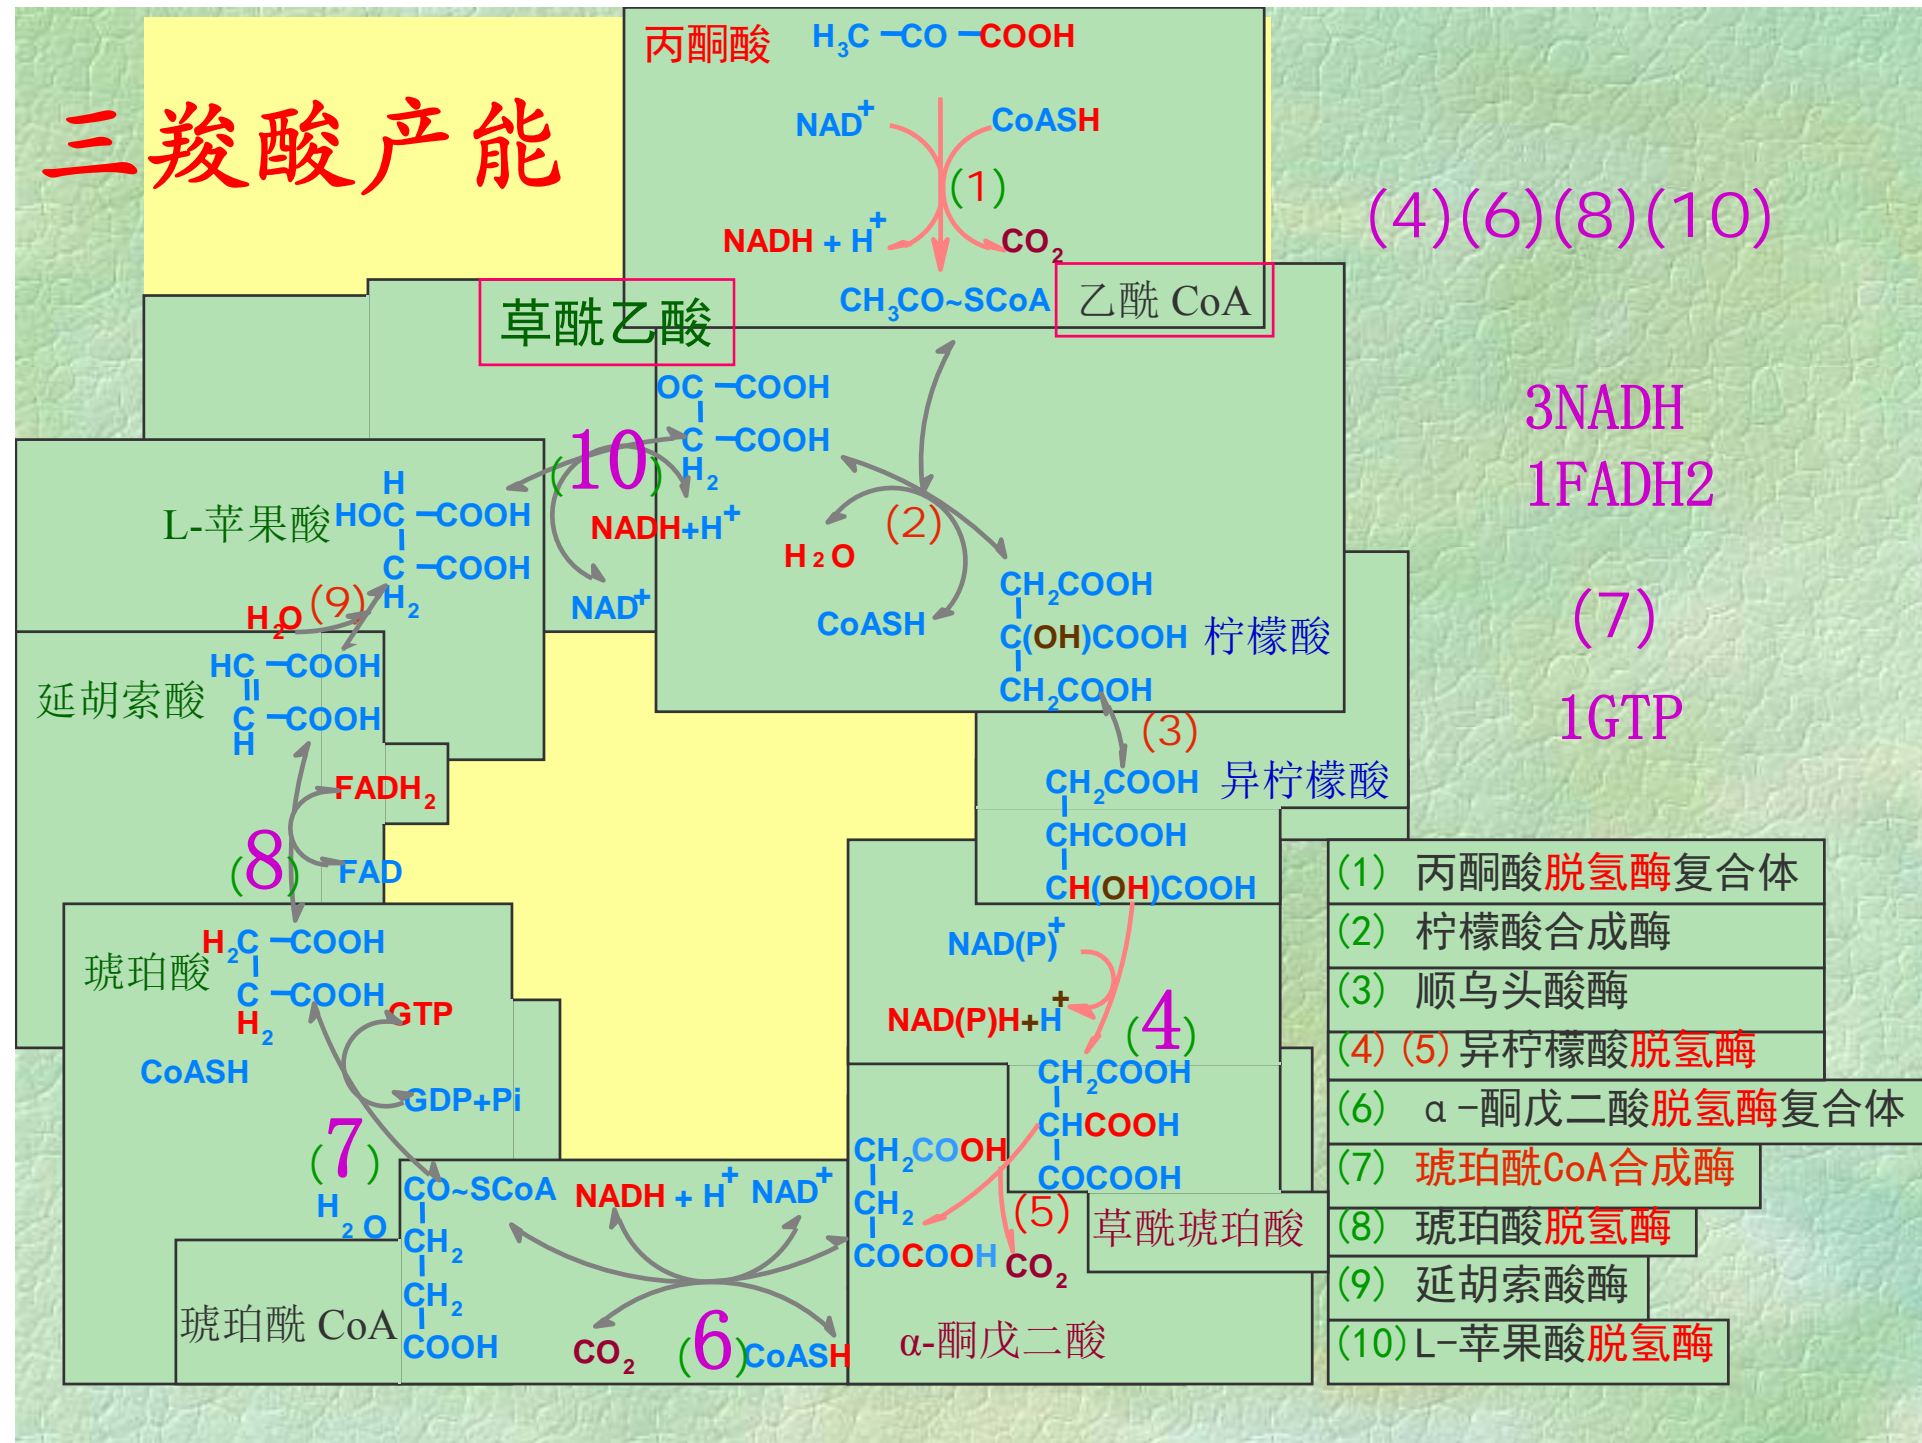 三羧酸产能
丙酮酸 H3C－CO－COOH
NAD+ CoASH
(1)
NADH + H+ CO2
CH3CO~SCoA 乙酰 CoA
草酰乙酸
OC－COOH
C－COOH
H2
(10)
NADH+H+
NAD+
H
HOC－COOH
C－COOH
H2
L-苹果酸
H2O (9)
HC－COOH
C－COOH
H
延胡索酸
FADH2
(8)
FAD
H2C－COOH
C－COOH
H2
琥珀酸
GTP
CoASH
GDP+Pi
(7)
H2O
CO~SCoA
CH2
CH2
COOH
琥珀酰 CoA
NADH + H+ NAD+
CO2 (6) CoASH
(2)
H2O
CoASH
CH2COOH
C(OH)COOH 柠檬酸
CH2COOH
(3)
CH2COOH 异柠檬酸
CHCOOH
CH(OH)COOH
NAD(P)+
NAD(P)H+H+ (4)
CH2COOH
CHCOOH
COCOOH
草酰琥珀酸
(5)
CO2
CH2COOH
CH2
COCOOH
α-酮戊二酸
(4)(6)(8)(10)
3NADH
1FADH2
(7)
1GTP
(1) 丙酮酸脱氢酶复合体
(2) 柠檬酸合成酶
(3) 顺乌头酸酶
(4)(5)异柠檬酸脱氢酶
(6) α-酮戊二酸脱氢酶复合体
(7) 琥珀酰CoA合成酶
(8) 琥珀酸脱氢酶
(9) 延胡索酸酶
(10)L-苹果酸脱氢酶